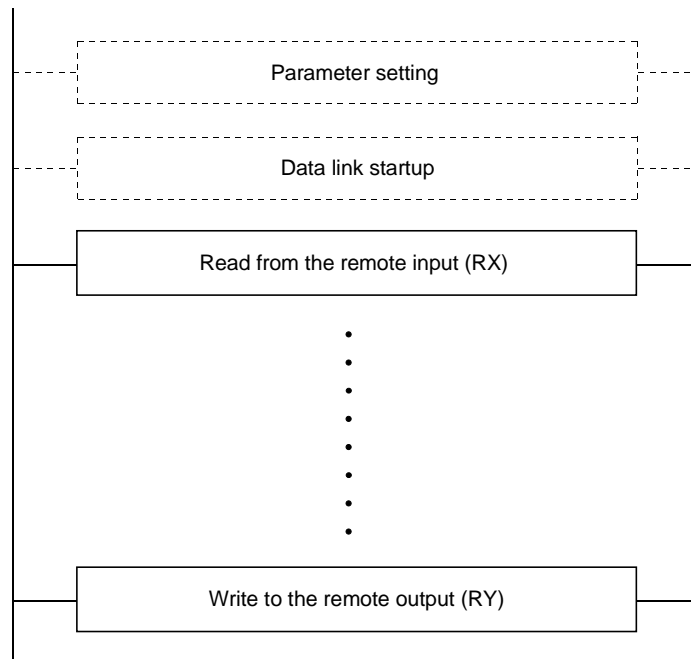 Parameter setting
Data link startup
Read from the remote input (RX)
Write to the remote output (RY)